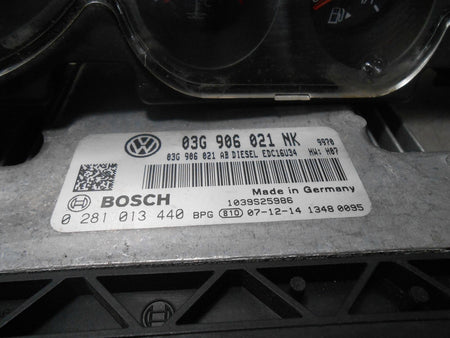 03G 906 021 NK 9970
03G 906 021 AB DIESEL EDC16U34 HW: H07
BOSCH
Made in Germany
1039S25986
0 281 013 440 BPG 81D 07-12-14 1348 0095